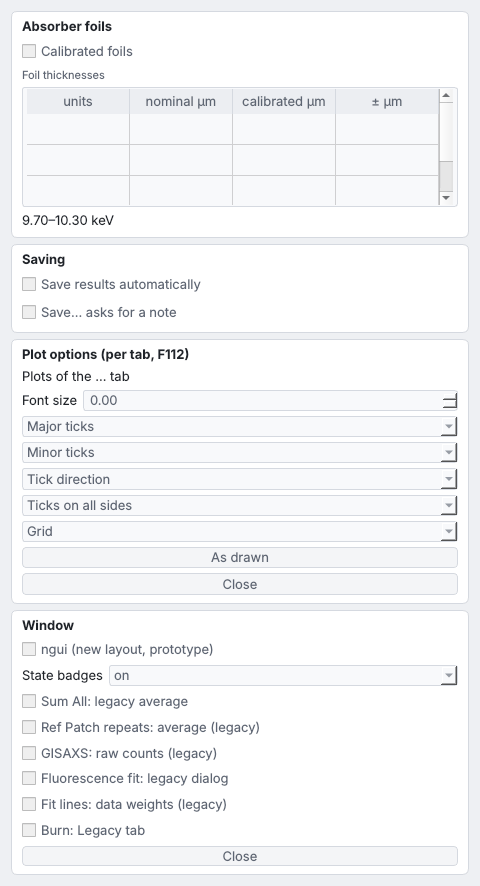 Absorber foils
Calibrated foils
Foil thicknesses
units nominal µm calibrated µm ± µm
9.70–10.30 keV
Saving
Save results automatically
Save... asks for a note
Plot options (per tab, F112)
Plots of the ... tab
Font size 0.00
Major ticks
Minor ticks
Tick direction
Ticks on all sides
Grid
As drawn
Close
Window
ngui (new layout, prototype)
State badges on
Sum All: legacy average
Ref Patch repeats: average (legacy)
GISAXS: raw counts (legacy)
Fluorescence fit: legacy dialog
Fit lines: data weights (legacy)
Burn: Legacy tab
Close